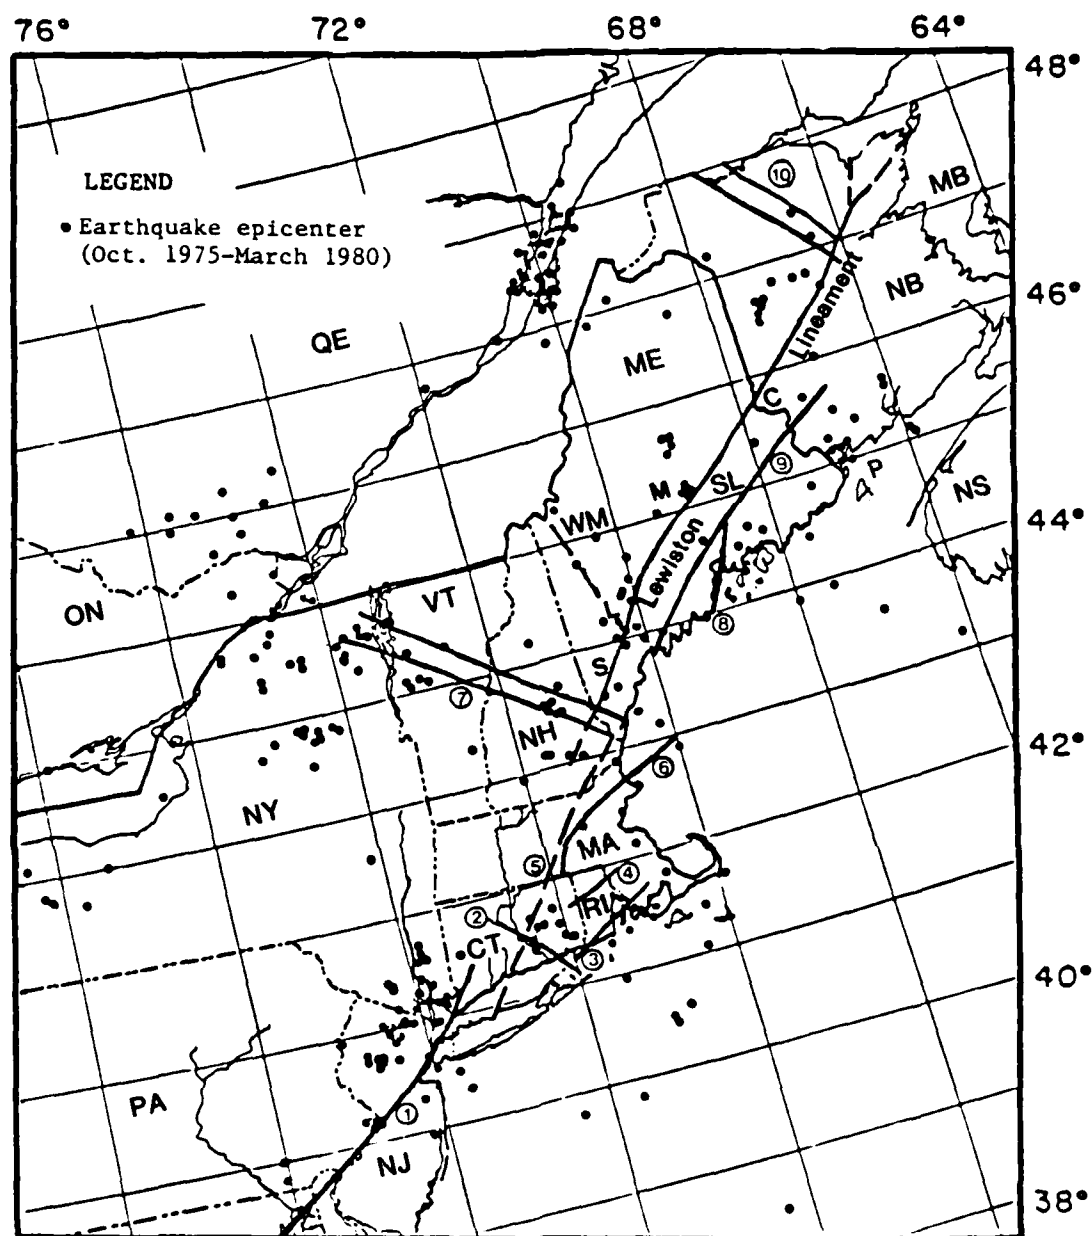 76° 72° 68° 64°
48°
LEGEND
Earthquake epicenter
(Oct. 1975-March 1980)
10
MB
NB
46°
Lineament
QE
ME
C
9
P
M
SL
NS
44°
WM
Lewiston
ON
VT
8
S
7
NH
42°
6
NY
MA
5
4
RI
2
CT
3
40°
PA
1
NJ
38°